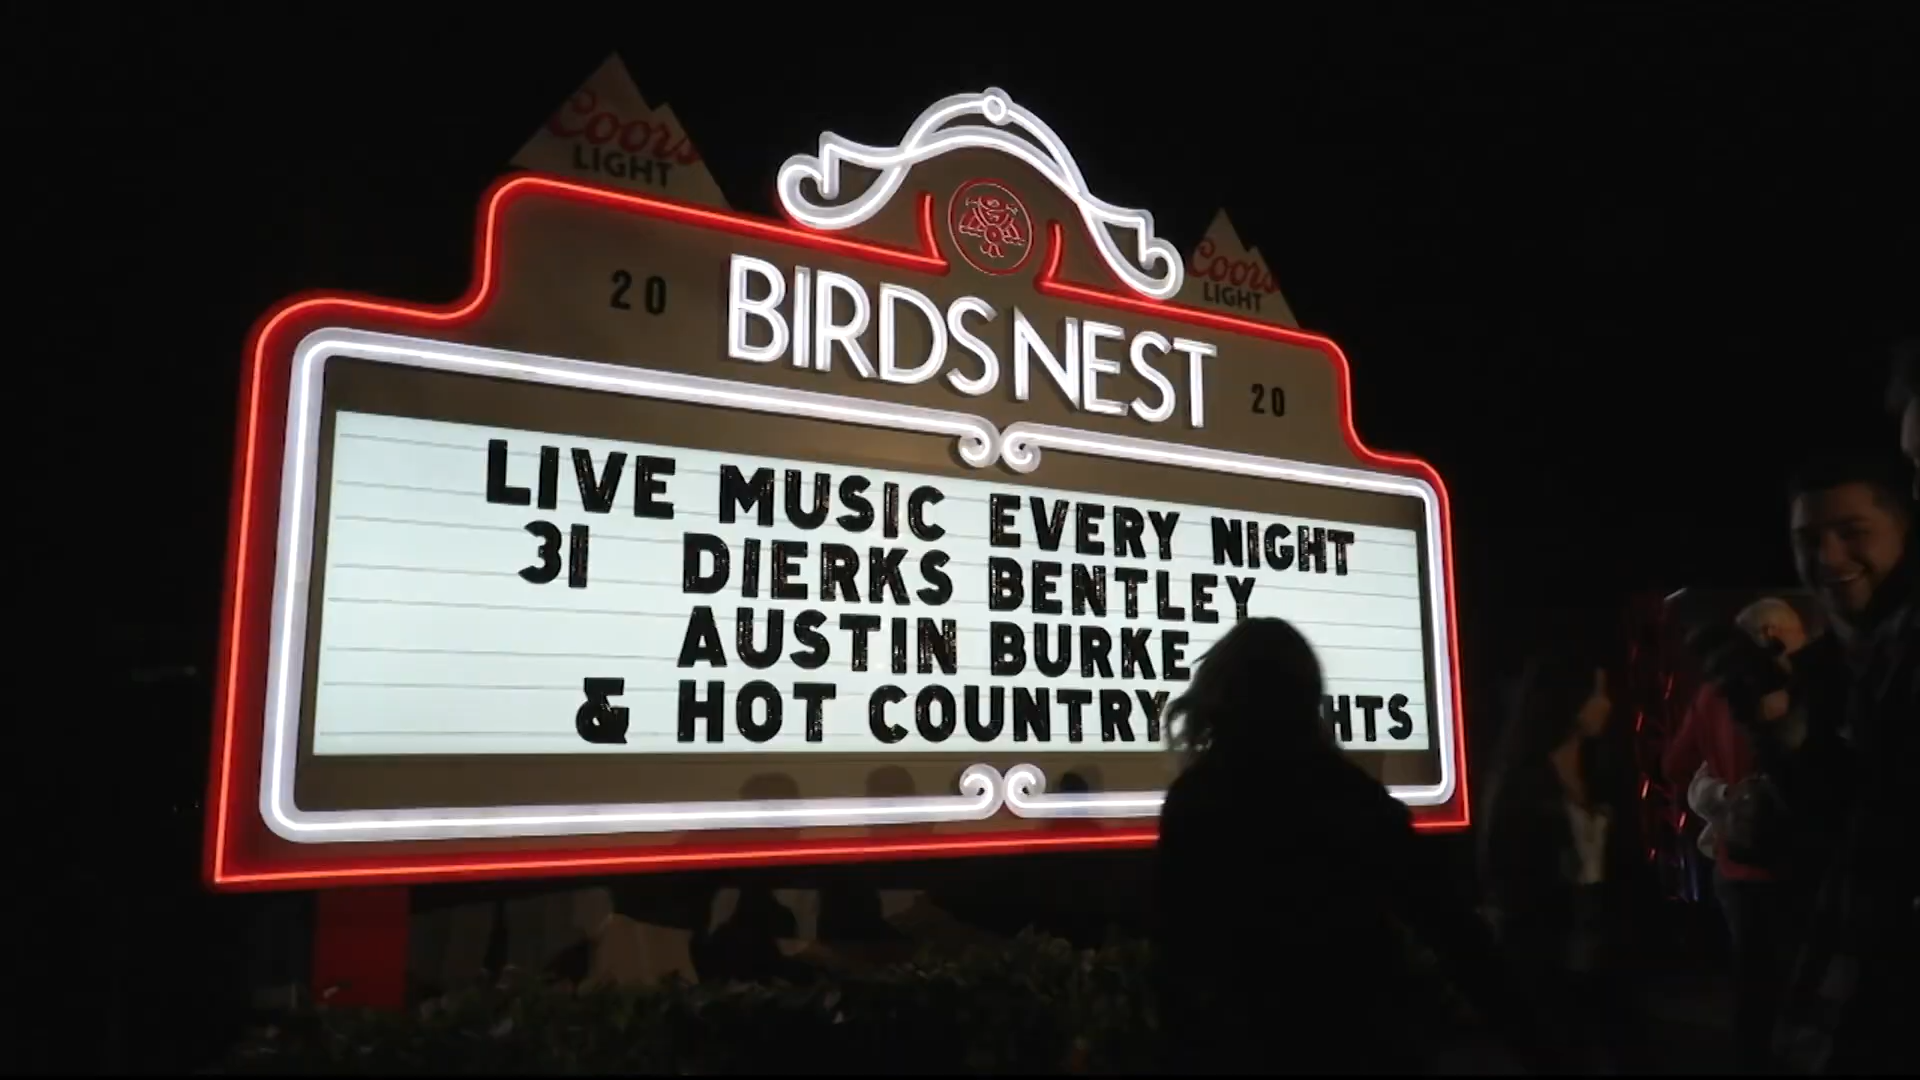 Coors
LIGHT
Coors
LIGHT
20 BIRDS NEST 20
LIVE MUSIC EVERY NIGHT
31 DIERKS BENTLEY
AUSTIN BURKE
& HOT COUNTRY